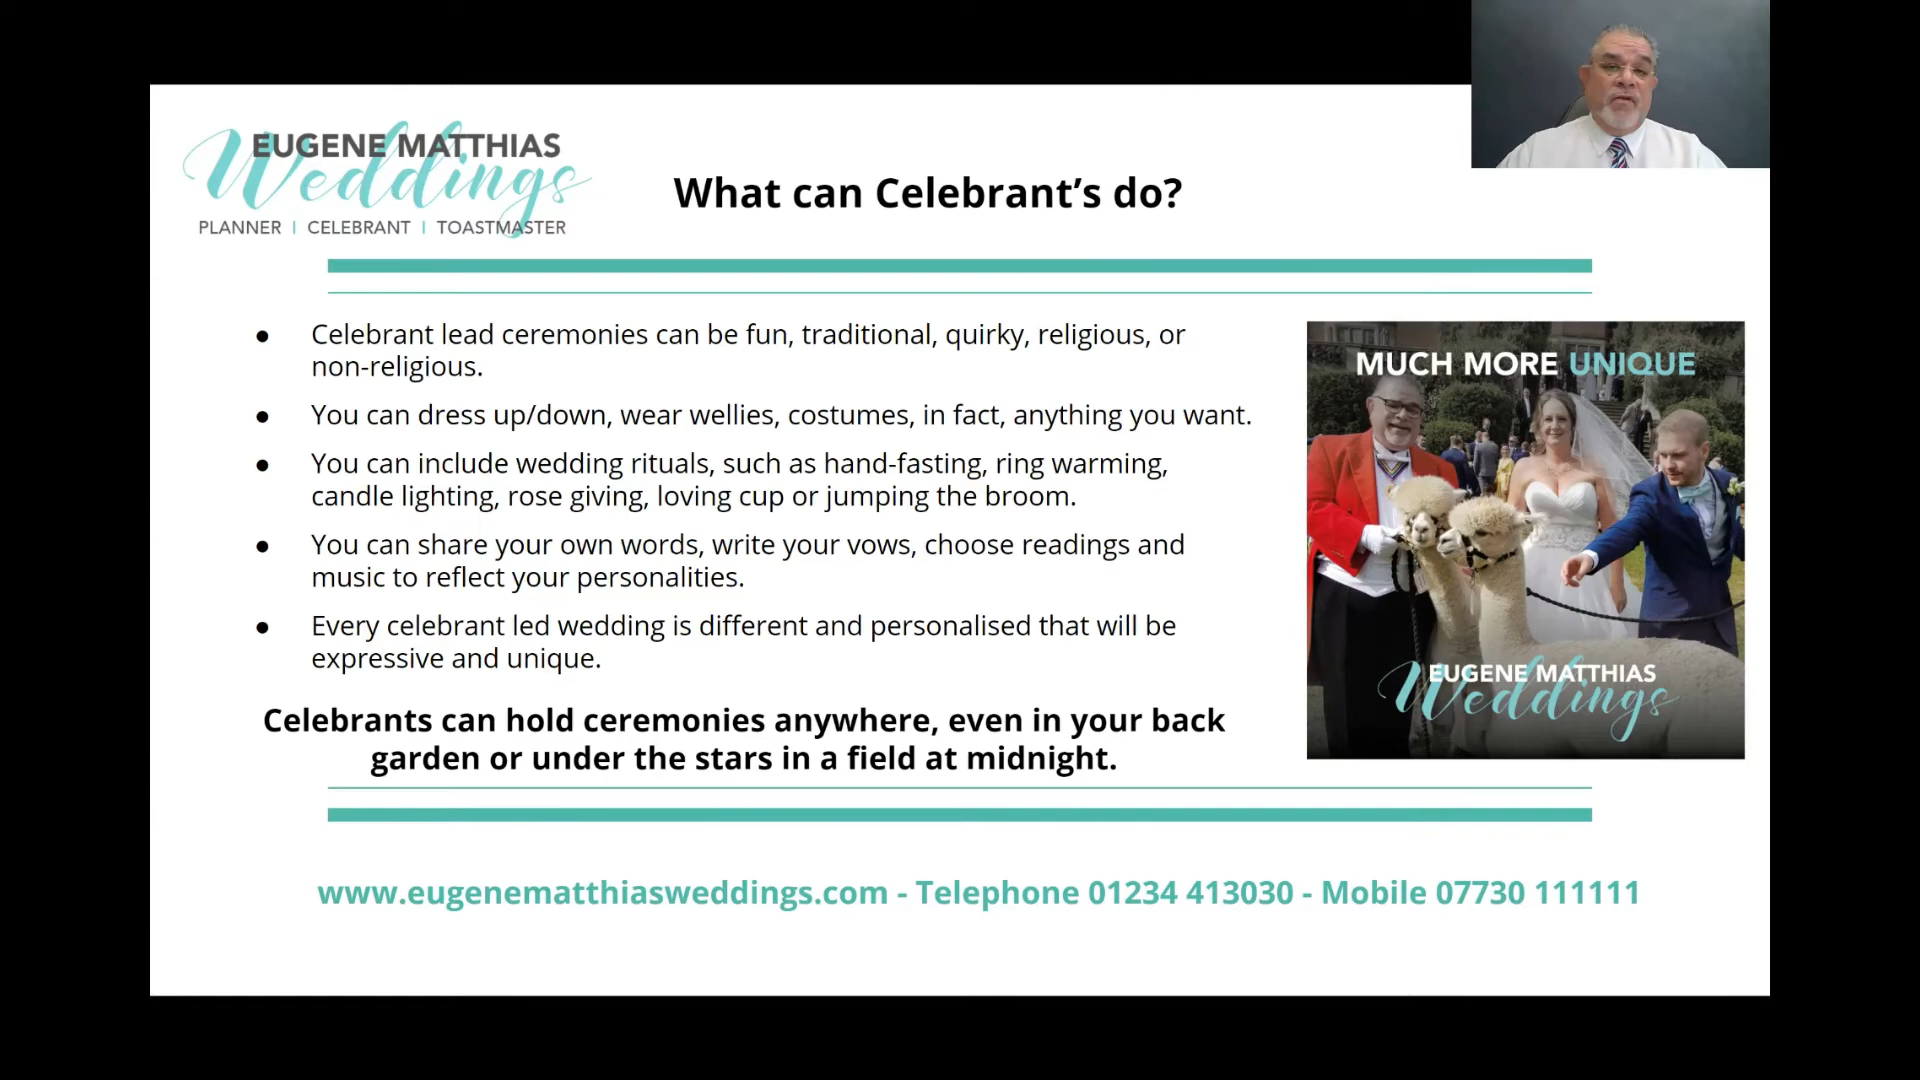 EUGENE MATTHIAS
Weddings
PLANNER | CELEBRANT | TOASTMASTER
What can Celebrant’s do?
● Celebrant lead ceremonies can be fun, traditional, quirky, religious, or
non-religious.
● You can dress up/down, wear wellies, costumes, in fact, anything you want.
● You can include wedding rituals, such as hand-fasting, ring warming,
candle lighting, rose giving, loving cup or jumping the broom.
● You can share your own words, write your vows, choose readings and
music to reflect your personalities.
● Every celebrant led wedding is different and personalised that will be
expressive and unique.
Celebrants can hold ceremonies anywhere, even in your back
garden or under the stars in a field at midnight.
MUCH MORE UNIQUE
EUGENE MATTHIAS
Weddings
www.eugenematthiasweddings.com - Telephone 01234 413030 - Mobile 07730 111111